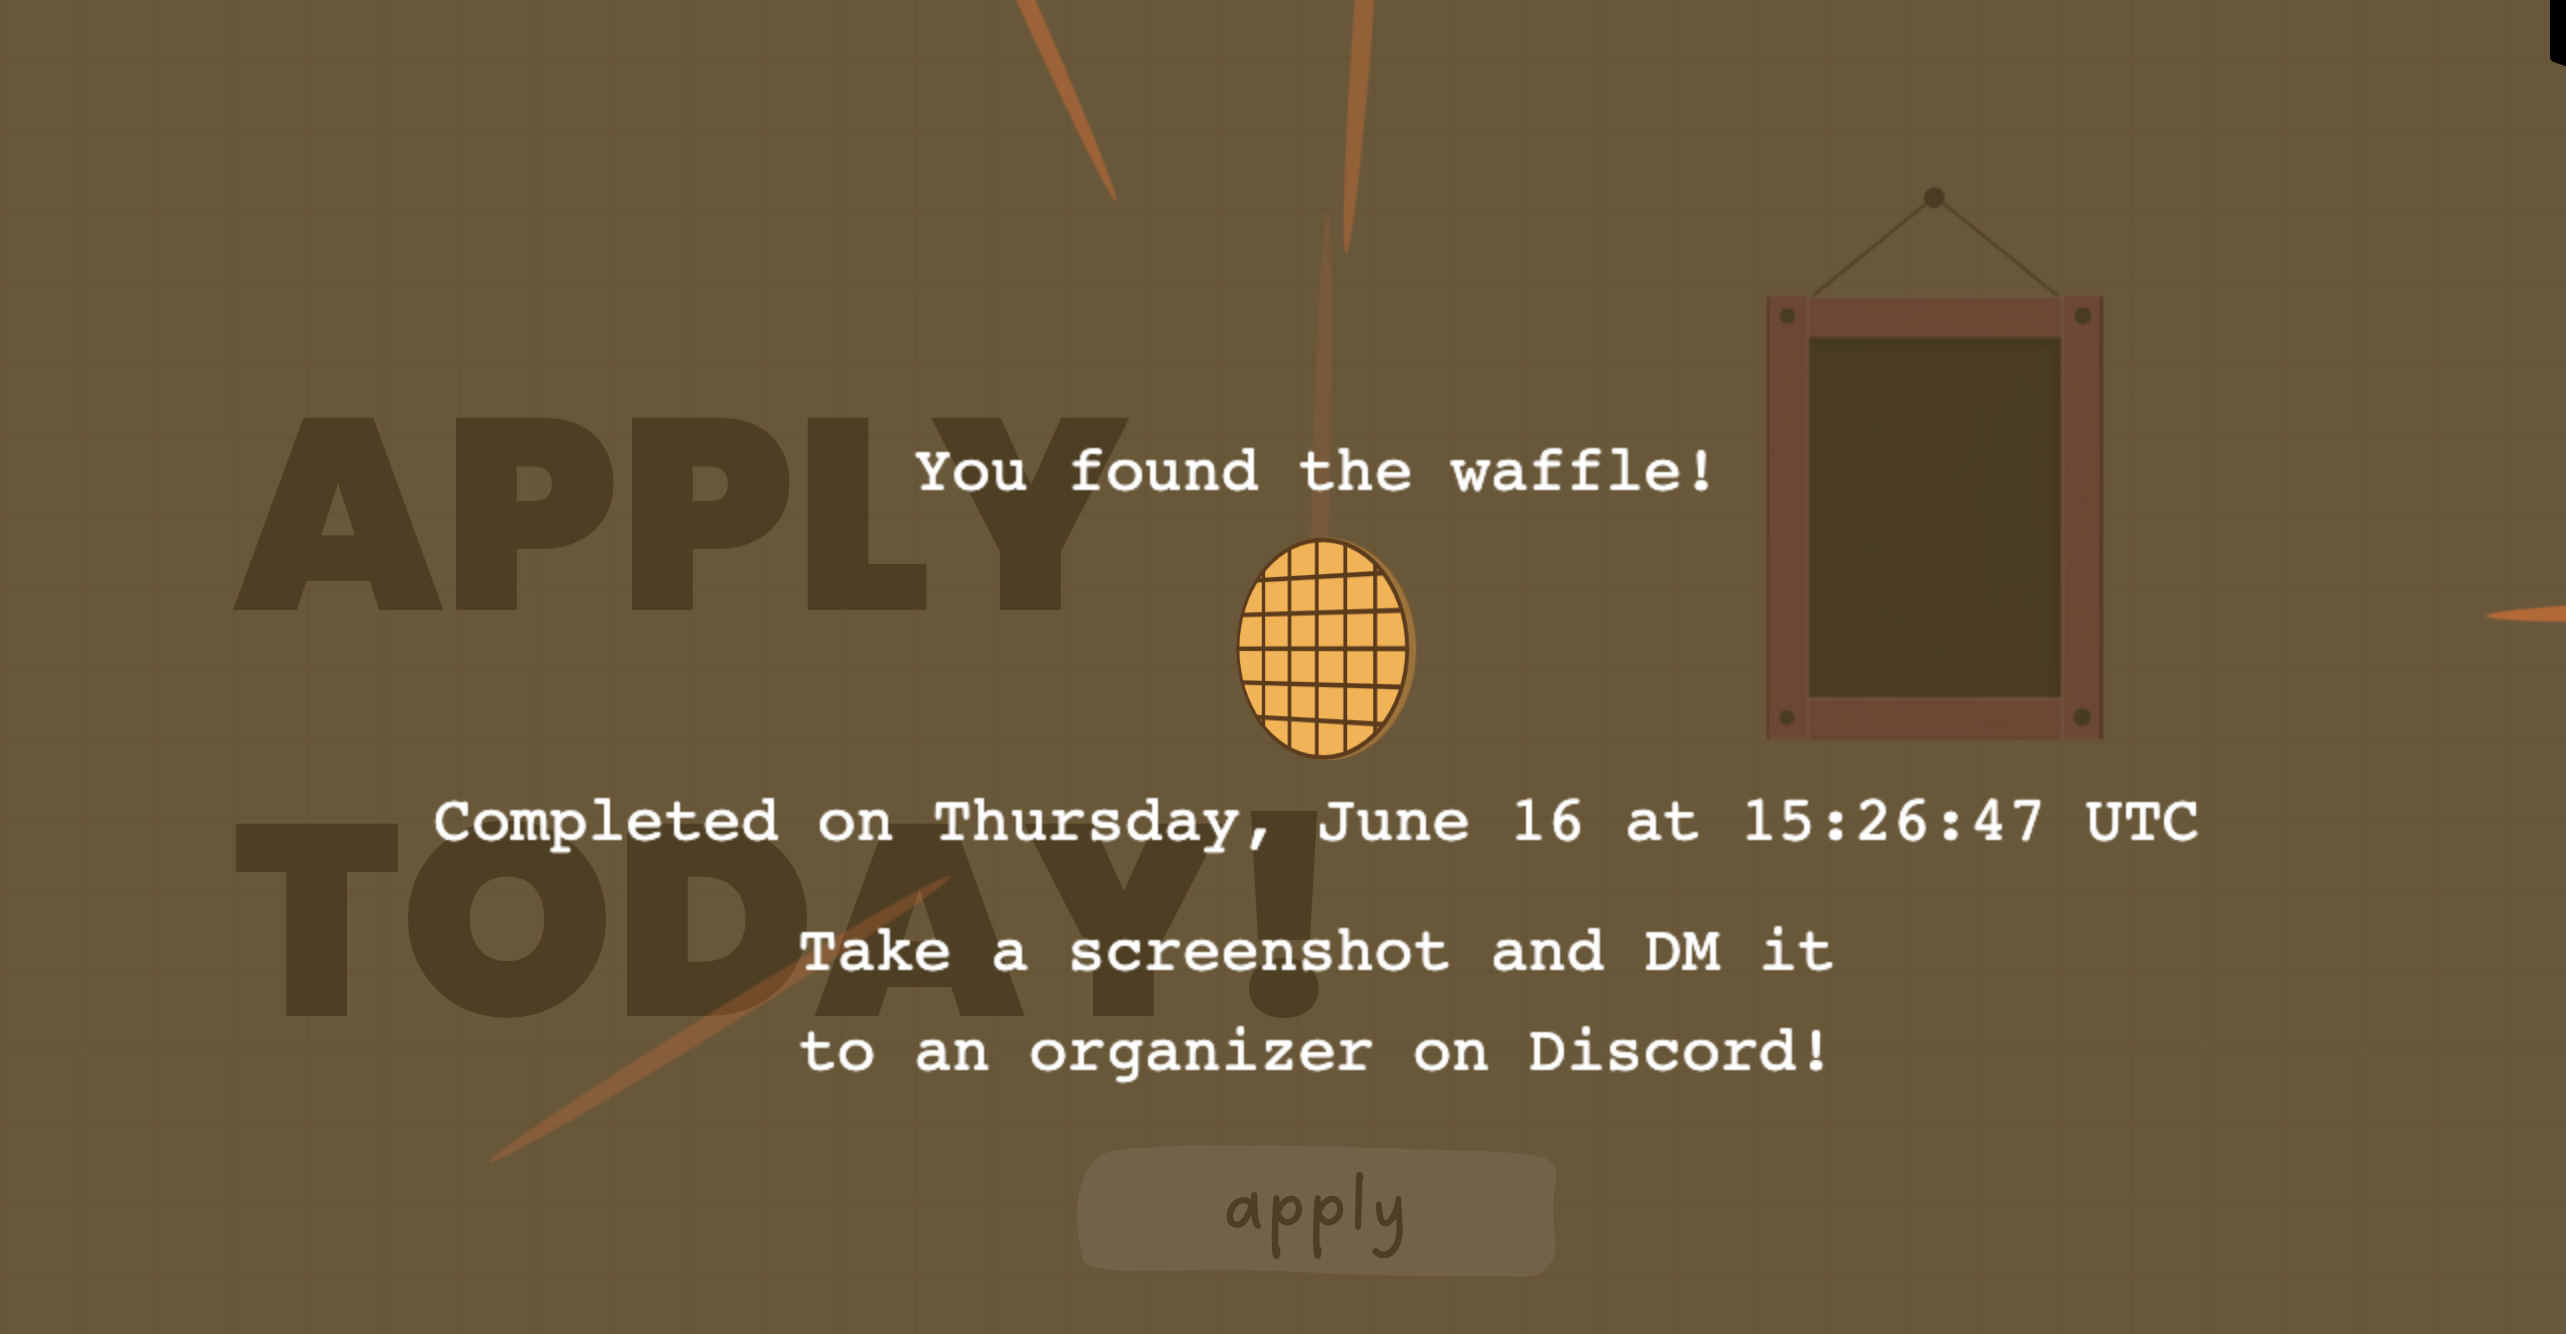 APPLY
You found the waffle!
Completed on Thursday, June 16 at 15:26:47 UTC
TODAY!
Take a screenshot and DM it
to an organizer on Discord!
apply